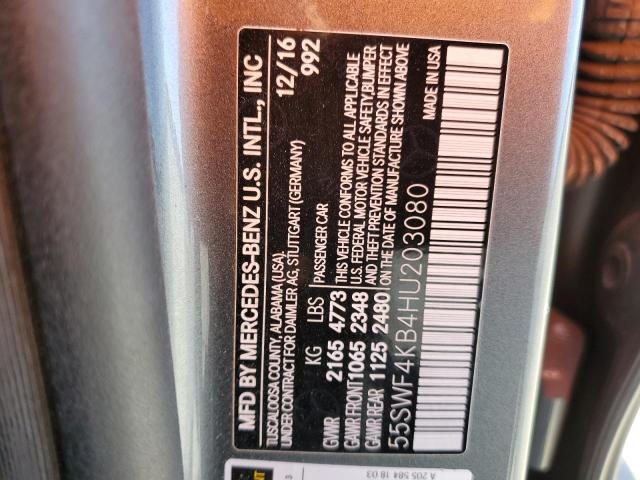 MFD BY MERCEDES-BENZ U.S. INTL., INC
TUSCALOOSA COUNTY, ALABAMA (USA)
UNDER CONTRACT FOR DAIMLER AG, STUTTGART (GERMANY)
12/16
992
KG LBS PASSENGER CAR
GVWR 2165 4773
GAWR FRONT 1065 2348
GAWR REAR 1125 2480
THIS VEHICLE CONFORMS TO ALL APPLICABLE
U.S. FEDERAL MOTOR VEHICLE SAFETY,BUMPER
AND THEFT PREVENTION STANDARDS IN EFFECT
ON THE DATE OF MANUFACTURE SHOWN ABOVE
55SWF4KB4HU203080
MADE IN USA
A 205 584 18 03